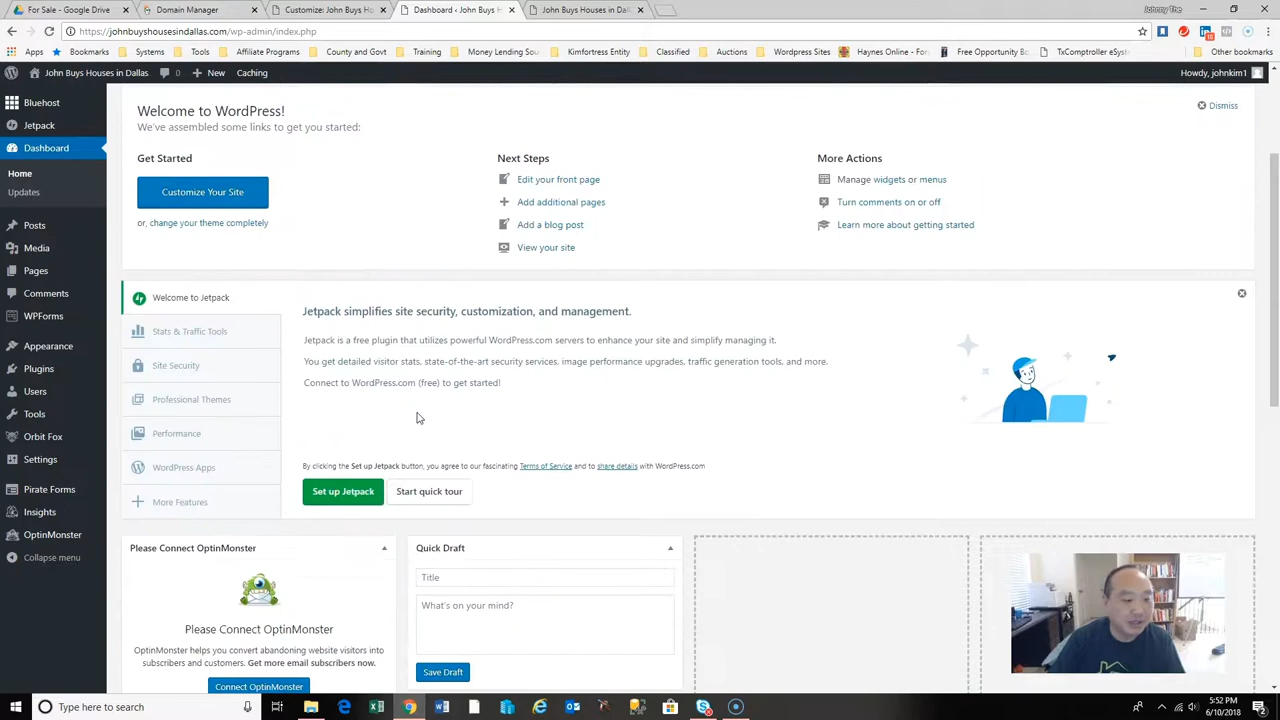 For Sale - Google Drive
Domain Manager
Customize: John Buys H
Dashboard ‹ John Buys H
John Buys Houses in Dall
Johnny The
https://johnbuyshousesindallas.com/wp-admin/index.php
Apps
Bookmarks
Systems
Tools
Affiliate Programs
County and Govt
Training
Money Lending Sou
Kimfortress Entity
Classified
Auctions
Wordpress Sites
Haynes Online - For
Free Opportunity Bo
TxComptroller eSyste
Other bookmarks
John Buys Houses in Dallas
0
New
Caching
Howdy, johnkim1
Bluehost
Jetpack
Dashboard
Home
Updates
Posts
Media
Pages
Comments
WPForms
Appearance
Plugins
Users
Tools
Orbit Fox
Settings
Pirate Forms
Insights
OptinMonster
Collapse menu
Welcome to WordPress!
Dismiss
We've assembled some links to get you started:
Get Started
Customize Your Site
or, change your theme completely
Next Steps
Edit your front page
Add additional pages
Add a blog post
View your site
More Actions
Manage widgets or menus
Turn comments on or off
Learn more about getting started
Welcome to Jetpack
Stats & Traffic Tools
Site Security
Professional Themes
Performance
WordPress Apps
More Features
Jetpack simplifies site security, customization, and management.
Jetpack is a free plugin that utilizes powerful WordPress.com servers to enhance your site and simplify managing it.
You get detailed visitor stats, state-of-the-art security services, image performance upgrades, traffic generation tools, and more.
Connect to WordPress.com (free) to get started!
By clicking the Set up Jetpack button, you agree to our fascinating Terms of Service and to share details with WordPress.com
Set up Jetpack
Start quick tour
Please Connect OptinMonster
Please Connect OptinMonster
OptinMonster helps you convert abandoning website visitors into
subscribers and customers. Get more email subscribers now.
Connect OptinMonster
Quick Draft
Title
What's on your mind?
Save Draft
Type here to search
5:52 PM
6/10/2018